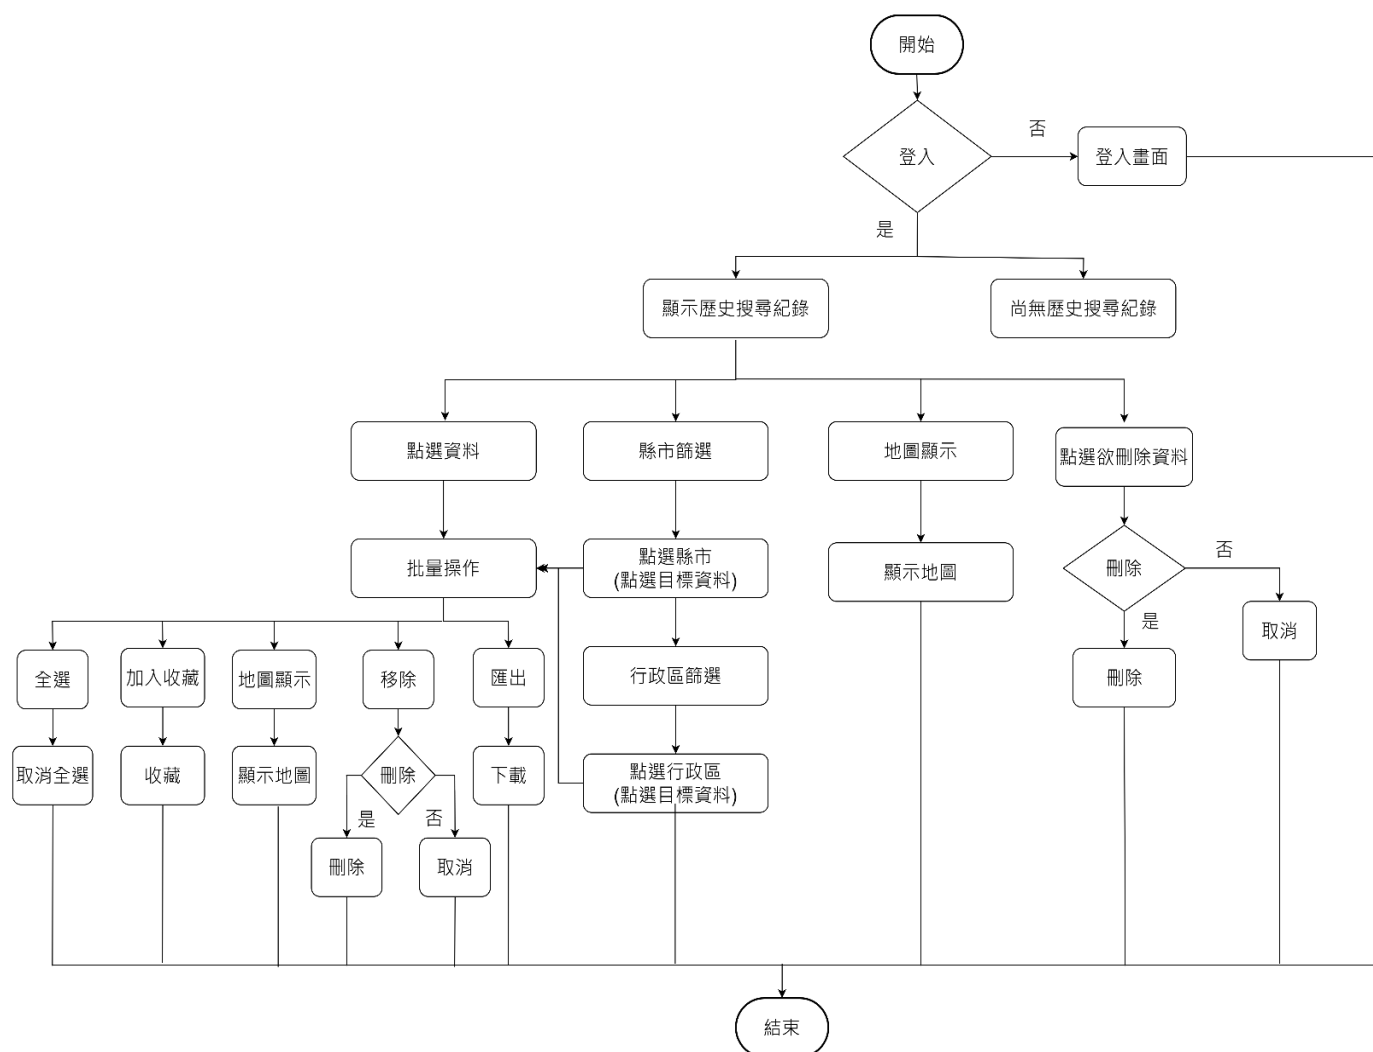 開始
登入
否
登入畫面
是
顯示歷史搜尋紀錄
尚無歷史搜尋紀錄
點選資料
縣市篩選
地圖顯示
點選欲刪除資料
批量操作
點選縣市
(點選目標資料)
顯示地圖
刪除
否
取消
是
刪除
全選
加入收藏
地圖顯示
移除
匯出
行政區篩選
取消全選
收藏
顯示地圖
刪除
下載
點選行政區
(點選目標資料)
是
否
刪除
取消
結束